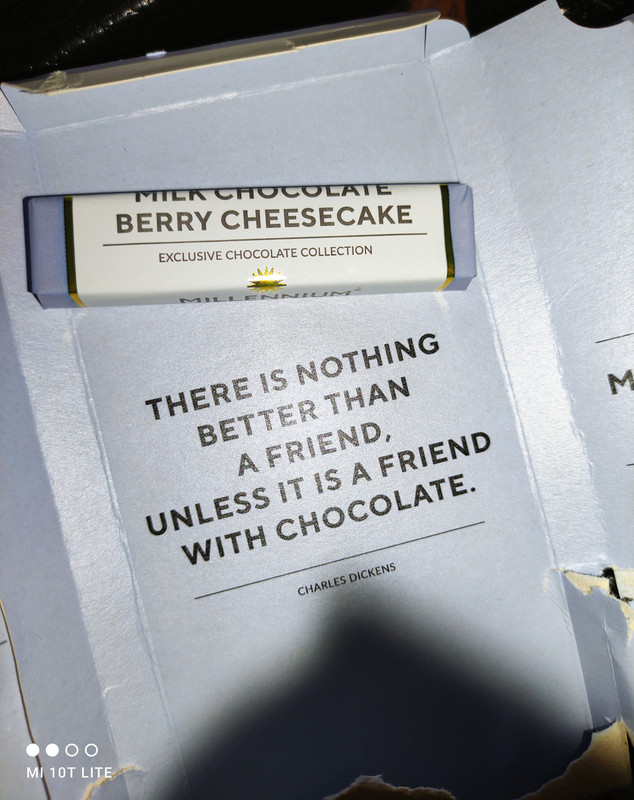 MILK CHOCOLATE
BERRY CHEESECAKE
EXCLUSIVE CHOCOLATE COLLECTION
MILLENNIUM
THERE IS NOTHING
BETTER THAN
A FRIEND,
UNLESS IT IS A FRIEND
WITH CHOCOLATE.
CHARLES DICKENS
M
MI 10T LITE